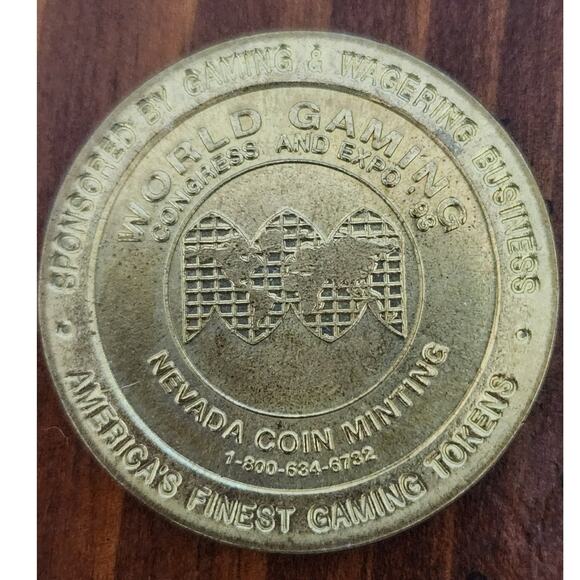 SPONSORED BY GAMING & WAGERING BUSINESS
WORLD GAMING
CONGRESS AND EXPO '93
NEVADA COIN MINTING
1-800-634-6732
AMERICA'S FINEST GAMING TOKENS